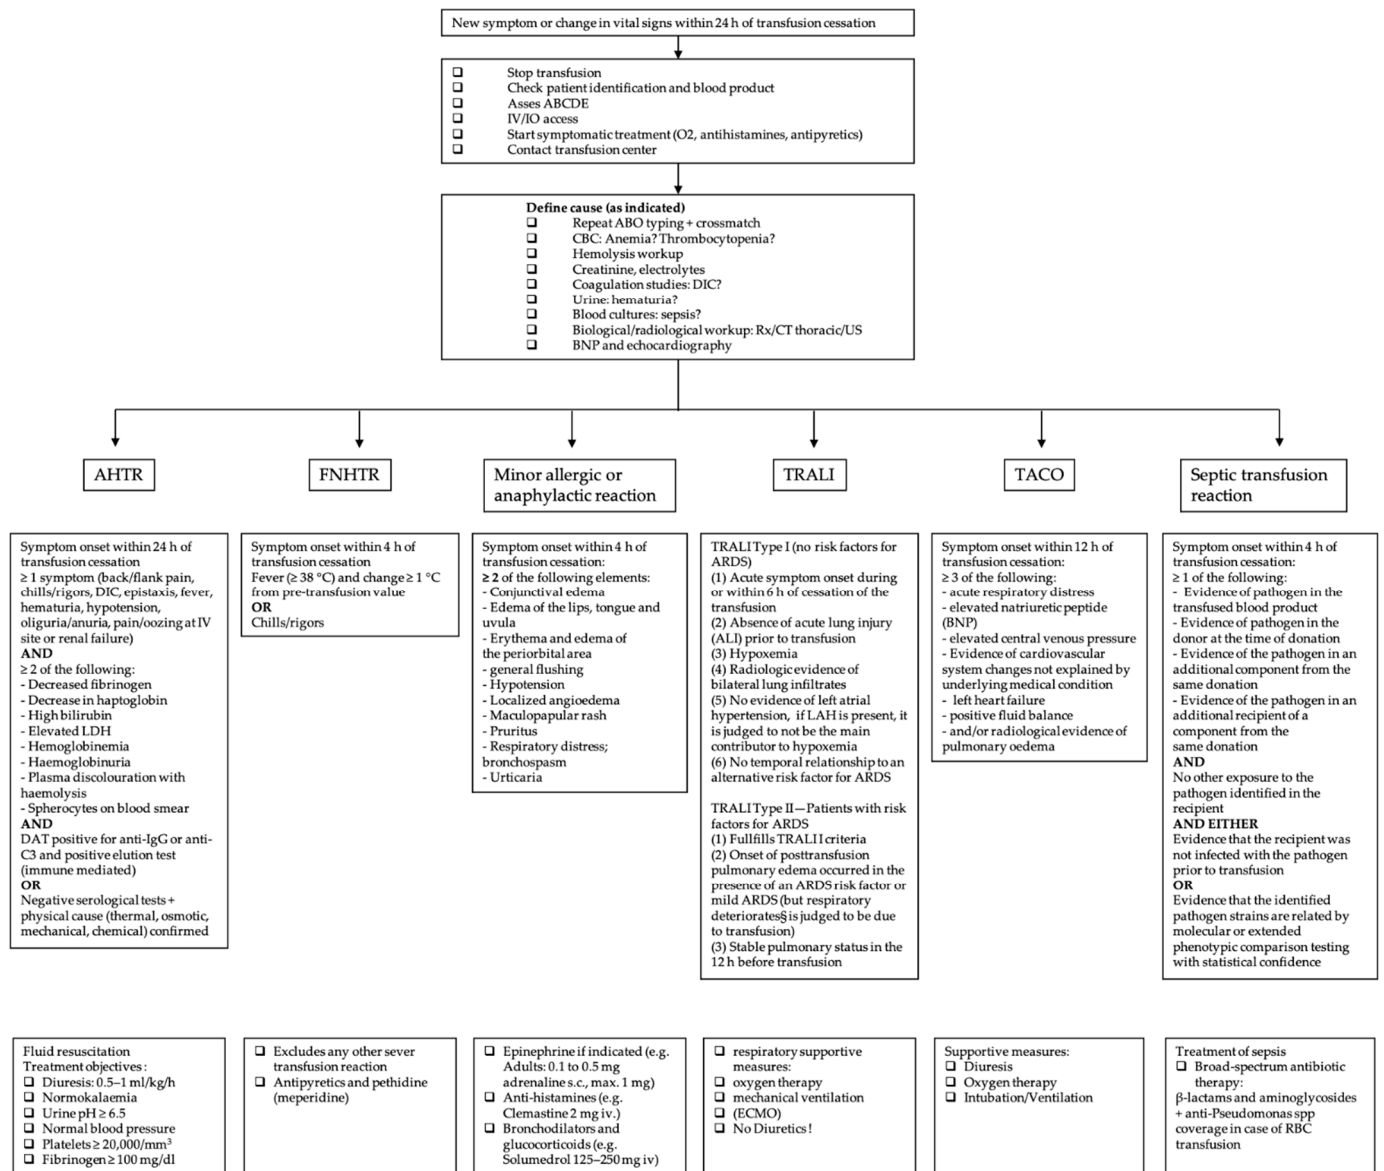 New symptom or change in vital signs within 24 h of transfusion cessation
❑ Stop transfusion
❑ Check patient identification and blood product
❑ Asses ABCDE
❑ IV/IO access
❑ Start symptomatic treatment (O2, antihistamines, antipyretics)
❑ Contact transfusion center
Define cause (as indicated)
❑ Repeat ABO typing + crossmatch
❑ CBC: Anemia? Thrombocytopenia?
❑ Hemolysis workup
❑ Creatinine, electrolytes
❑ Coagulation studies: DIC?
❑ Urine: hematuria?
❑ Blood cultures: sepsis?
❑ Biological/radiological workup: Rx/CT thoracic/US
❑ BNP and echocardiography
AHTR
FNHTR
Minor allergic or
anaphylactic reaction
TRALI
TACO
Septic transfusion
reaction
Symptom onset within 24 h of
transfusion cessation
≥ 1 symptom (back/flank pain,
chills/rigors, DIC, epistaxis, fever,
hematuria, hypotension,
oliguria/anuria, pain/oozing at IV
site or renal failure)
AND
≥ 2 of the following:
- Decreased fibrinogen
- Decrease in haptoglobin
- High bilirubin
- Elevated LDH
- Hemoglobinemia
- Haemoglobinuria
- Plasma discolouration with
haemolysis
- Spherocytes on blood smear
AND
DAT positive for anti-IgG or anti-
C3 and positive elution test
(immune mediated)
OR
Negative serological tests +
physical cause (thermal, osmotic,
mechanical, chemical) confirmed
Symptom onset within 4 h of
transfusion cessation
Fever (≥ 38 °C) and change ≥ 1 °C
from pre-transfusion value
OR
Chills/rigors
Symptom onset within 4 h of
transfusion cessation:
≥ 2 of the following elements:
- Conjunctival edema
- Edema of the lips, tongue and
uvula
- Erythema and edema of
the periorbital area
- general flushing
- Hypotension
- Localized angioedema
- Maculopapular rash
- Pruritus
- Respiratory distress;
bronchospasm
- Urticaria
TRALI Type I (no risk factors for
ARDS)
(1) Acute symptom onset during
or within 6 h of cessation of the
transfusion
(2) Absence of acute lung injury
(ALI) prior to transfusion
(3) Hypoxemia
(4) Radiologic evidence of
bilateral lung infiltrates
(5) No evidence of left atrial
hypertension, if LAH is present, it
is judged to not be the main
contributor to hypoxemia
(6) No temporal relationship to an
alternative risk factor for ARDS
TRALI Type II—Patients with risk
factors for ARDS
(1) Fullfills TRALI I criteria
(2) Onset of posttransfusion
pulmonary edema occurred in the
presence of an ARDS risk factor or
mild ARDS (but respiratory
deteriorates§ is judged to be due
to transfusion)
(3) Stable pulmonary status in the
12 h before transfusion
Symptom onset within 12 h of
transfusion cessation:
≥ 3 of the following:
- acute respiratory distress
- elevated natriuretic peptide
(BNP)
- elevated central venous pressure
- Evidence of cardiovascular
system changes not explained by
underlying medical condition
- left heart failure
- positive fluid balance
- and/or radiological evidence of
pulmonary oedema
Symptom onset within 4 h of
transfusion cessation:
≥ 1 of the following:
- Evidence of pathogen in the
transfused blood product
- Evidence of pathogen in the
donor at the time of donation
- Evidence of the pathogen in an
additional component from the
same donation
- Evidence of the pathogen in an
additional recipient of a
component from the
same donation
AND
No other exposure to the
pathogen identified in the
recipient
AND EITHER
Evidence that the recipient was
not infected with the pathogen
prior to transfusion
OR
Evidence that the identified
pathogen strains are related by
molecular or extended
phenotypic comparison testing
with statistical confidence
Fluid resuscitation
Treatment objectives :
❑ Diuresis: 0.5–1 ml/kg/h
❑ Normokalaemia
❑ Urine pH ≥ 6.5
❑ Normal blood pressure
❑ Platelets ≥ 20,000/mm³
❑ Fibrinogen ≥ 100 mg/dl
❑ Excludes any other sever
transfusion reaction
❑ Antipyretics and pethidine
(meperidine)
❑ Epinephrine if indicated (e.g.
Adults: 0.1 to 0.5 mg
adrenaline s.c., max. 1 mg)
❑ Anti-histamines (e.g.
Clemastine 2 mg iv.)
❑ Bronchodilators and
glucocorticoids (e.g.
Solumedrol 125–250 mg iv)
❑ respiratory supportive
measures:
❑ oxygen therapy
❑ mechanical ventilation
❑ (ECMO)
❑ No Diuretics !
Supportive measures:
❑ Diuresis
❑ Oxygen therapy
❑ Intubation/Ventilation
Treatment of sepsis
❑ Broad-spectrum antibiotic
therapy:
β-lactams and aminoglycosides
+ anti-Pseudomonas spp
coverage in case of RBC
transfusion